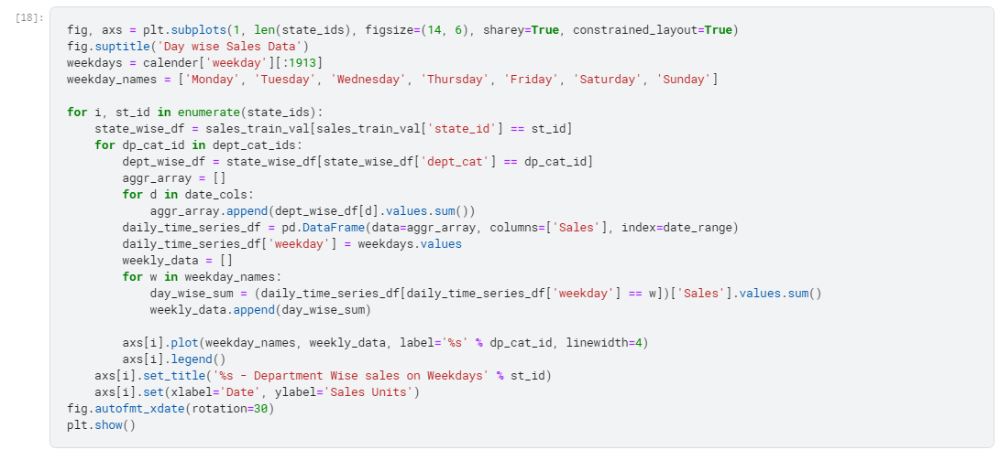 [18]:
fig, axs = plt.subplots(1, len(state_ids), figsize=(14, 6), sharey=True, constrained_layout=True)
fig.suptitle('Day wise Sales Data')
weekdays = calender['weekday'][:1913]
weekday_names = ['Monday', 'Tuesday', 'Wednesday', 'Thursday', 'Friday', 'Saturday', 'Sunday']

for i, st_id in enumerate(state_ids):
    state_wise_df = sales_train_val[sales_train_val['state_id'] == st_id]
    for dp_cat_id in dept_cat_ids:
        dept_wise_df = state_wise_df[state_wise_df['dept_cat'] == dp_cat_id]
        aggr_array = []
        for d in date_cols:
            aggr_array.append(dept_wise_df[d].values.sum())
        daily_time_series_df = pd.DataFrame(data=aggr_array, columns=['Sales'], index=date_range)
        daily_time_series_df['weekday'] = weekdays.values
        weekly_data = []
        for w in weekday_names:
            day_wise_sum = (daily_time_series_df[daily_time_series_df['weekday'] == w])['Sales'].values.sum()
            weekly_data.append(day_wise_sum)

        axs[i].plot(weekday_names, weekly_data, label='%s' % dp_cat_id, linewidth=4)
        axs[i].legend()
    axs[i].set_title('%s - Department Wise sales on Weekdays' % st_id)
    axs[i].set(xlabel='Date', ylabel='Sales Units')
fig.autofmt_xdate(rotation=30)
plt.show()